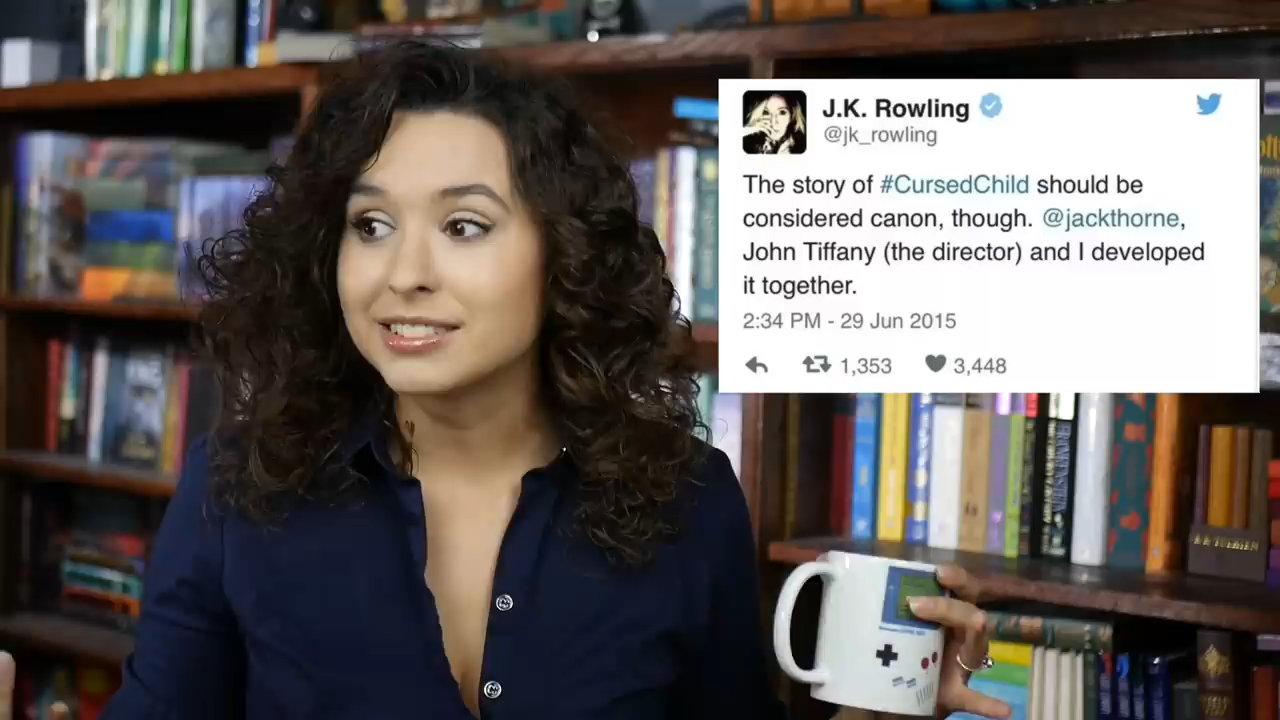 J.K. Rowling
@jk_rowling
The story of #CursedChild should be
considered canon, though. @jackthorne,
John Tiffany (the director) and I developed
it together.
2:34 PM - 29 Jun 2015
1,353 3,448
FRANKENSTEIN